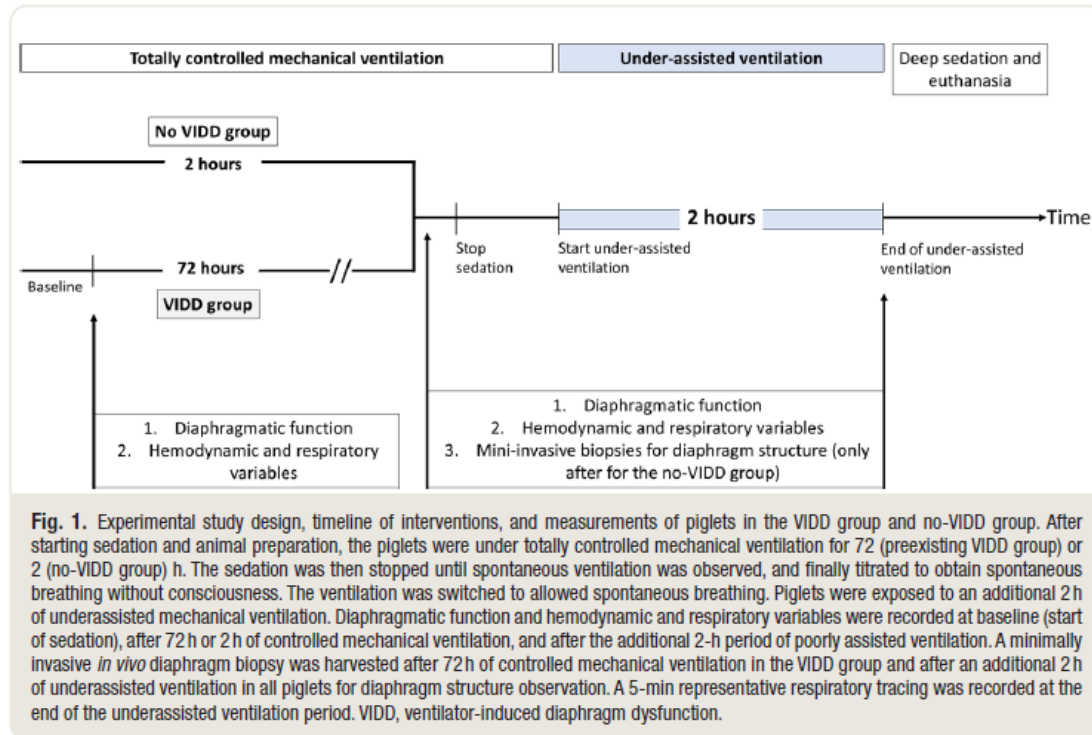 Totally controlled mechanical ventilation
Under-assisted ventilation
Deep sedation and
euthanasia
No VIDD group
2 hours
2 hours
Time
Stop
sedation
Start under-assisted
ventilation
End of under-assisted
ventilation
Baseline
72 hours
//
VIDD group
1. Diaphragmatic function
2. Hemodynamic and respiratory
variables
1. Diaphragmatic function
2. Hemodynamic and respiratory variables
3. Mini-invasive biopsies for diaphragm structure (only
after for the no-VIDD group)
Fig. 1. Experimental study design, timeline of interventions, and measurements of piglets in the VIDD group and no-VIDD group. After
starting sedation and animal preparation, the piglets were under totally controlled mechanical ventilation for 72 (preexisting VIDD group) or
2 (no-VIDD group) h. The sedation was then stopped until spontaneous ventilation was observed, and finally titrated to obtain spontaneous
breathing without consciousness. The ventilation was switched to allowed spontaneous breathing. Piglets were exposed to an additional 2 h
of underassisted mechanical ventilation. Diaphragmatic function and hemodynamic and respiratory variables were recorded at baseline (start
of sedation), after 72 h or 2 h of controlled mechanical ventilation, and after the additional 2-h period of poorly assisted ventilation. A minimally
invasive in vivo diaphragm biopsy was harvested after 72 h of controlled mechanical ventilation in the VIDD group and after an additional 2 h
of underassisted ventilation in all piglets for diaphragm structure observation. A 5-min representative respiratory tracing was recorded at the
end of the underassisted ventilation period. VIDD, ventilator-induced diaphragm dysfunction.